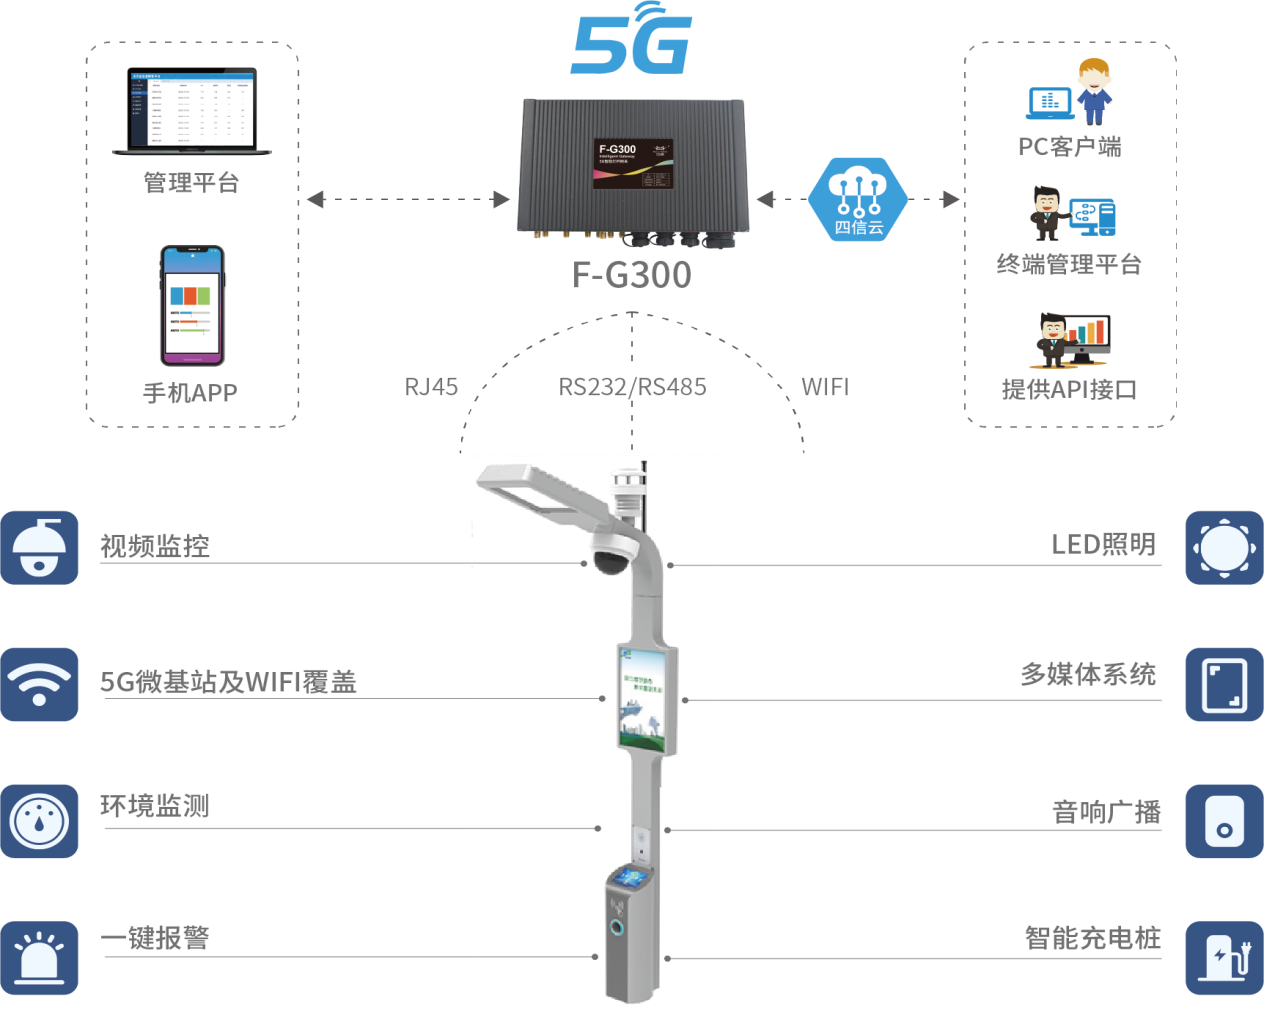 5G
管理平台
手机APP
F-G300
Intelligent Gateway
F-G300
四信云
PC客户端
终端管理平台
提供API接口
RJ45
RS232/RS485
WIFI
视频监控
LED照明
5G微基站及WIFI覆盖
多媒体系统
环境监测
音响广播
一键报警
智能充电桩